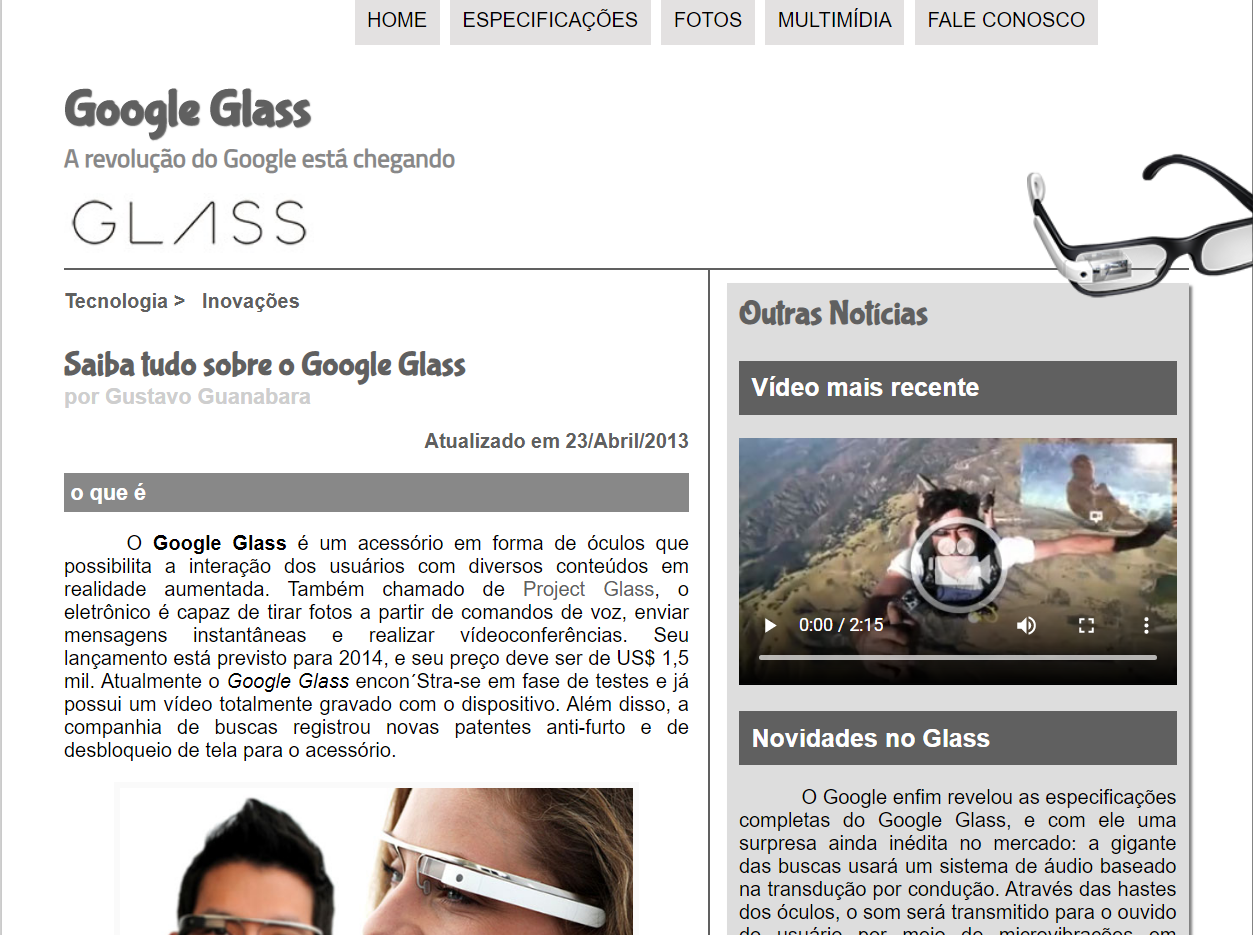 HOME ESPECIFICAÇÕES FOTOS MULTIMÍDIA FALE CONOSCO
Google Glass
A revolução do Google está chegando
GLASS
Tecnologia > Inovações
Saiba tudo sobre o Google Glass
por Gustavo Guanabara
Atualizado em 23/Abril/2013
o que é
O Google Glass é um acessório em forma de óculos que
possibilita a interação dos usuários com diversos conteúdos em
realidade aumentada. Também chamado de Project Glass, o
eletrônico é capaz de tirar fotos a partir de comandos de voz, enviar
mensagens instantâneas e realizar vídeoconferências. Seu
lançamento está previsto para 2014, e seu preço deve ser de US$ 1,5
mil. Atualmente o Google Glass encon´Stra-se em fase de testes e já
possui um vídeo totalmente gravado com o dispositivo. Além disso, a
companhia de buscas registrou novas patentes anti-furto e de
desbloqueio de tela para o acessório.
Outras Notícias
Vídeo mais recente
0:00 / 2:15
Novidades no Glass
O Google enfim revelou as especificações
completas do Google Glass, e com ele uma
surpresa ainda inédita no mercado: a gigante
das buscas usará um sistema de áudio baseado
na transdução por condução. Através das hastes
dos óculos, o som será transmitido para o ouvido
do usuário por meio de microvibrações em